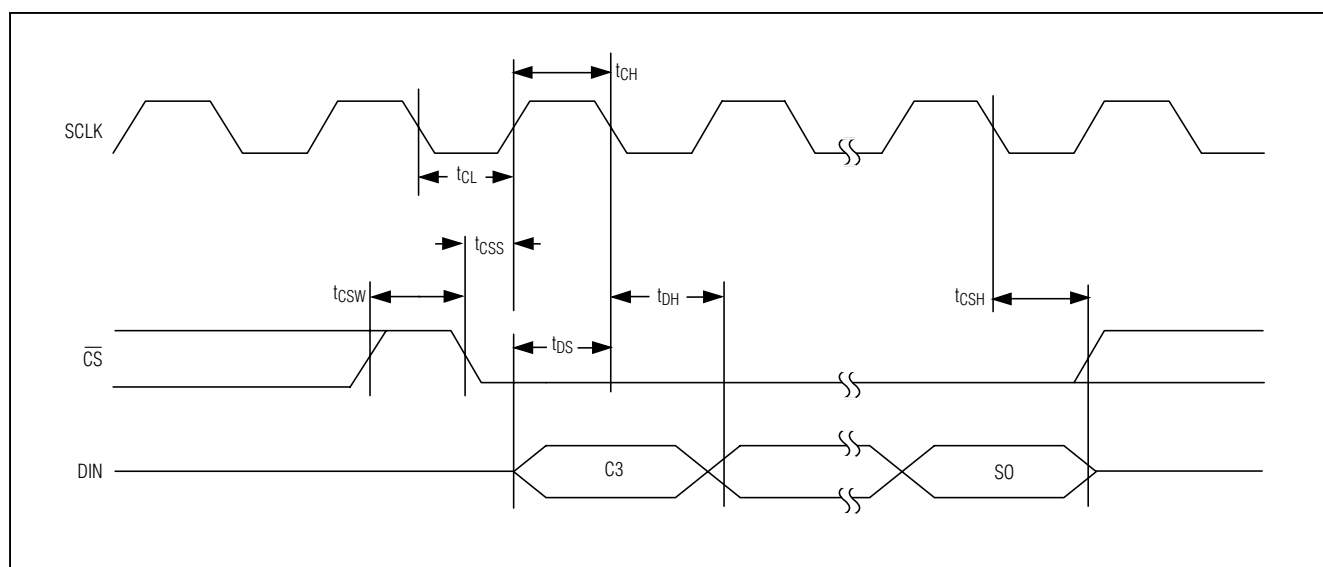 tCH
SCLK
tCL
tCSS
tCSW
tDH
tCSH
CS
tDS
DIN
C3
S0